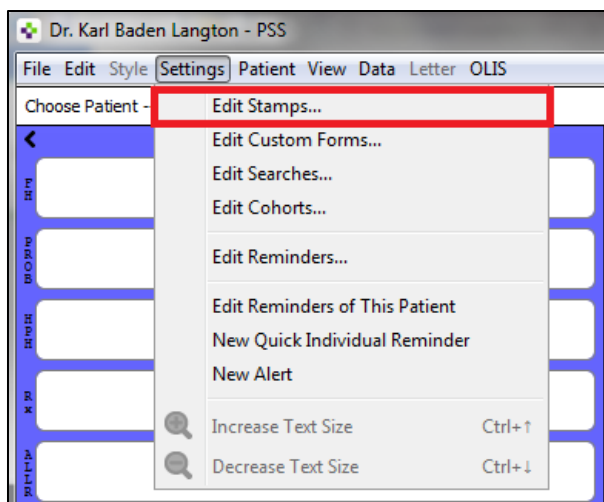 Dr. Karl Baden Langton - PSS
File Edit Style Settings Patient View Data Letter OLIS
Choose Patient -
Edit Stamps...
Edit Custom Forms...
Edit Searches...
Edit Cohorts...
Edit Reminders...
Edit Reminders of This Patient
New Quick Individual Reminder
New Alert
Increase Text Size Ctrl+↑
Decrease Text Size Ctrl+↓
FH
PROB
HPH
Rx
ALLR